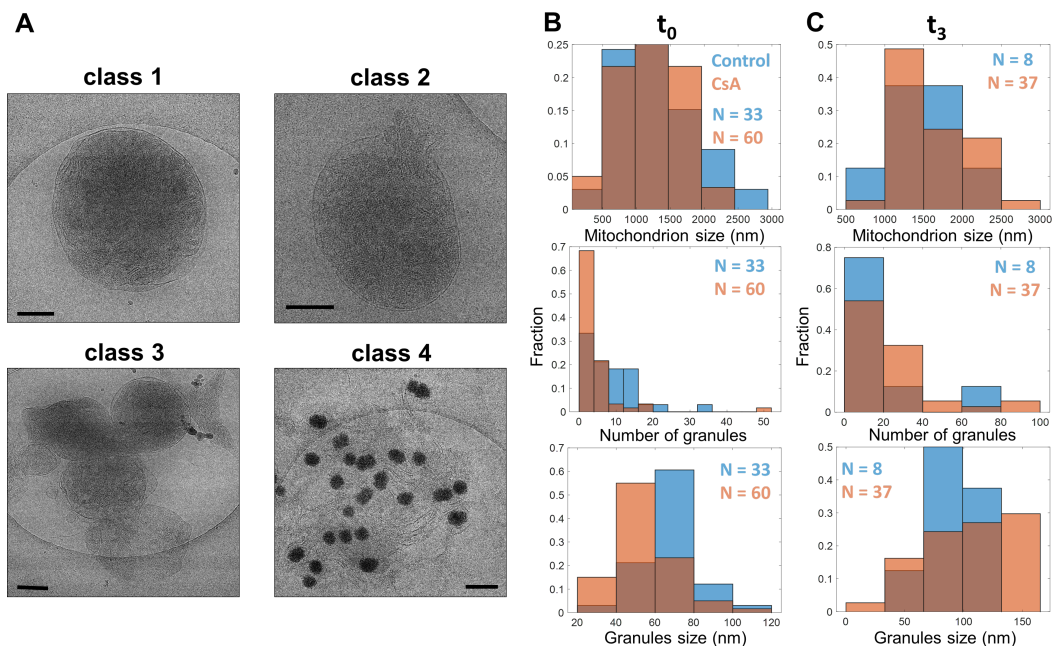 A
class 1
class 2
class 3
class 4
B
t0
0.25
0.2
0.15
0.1
0.05
0
Control
CsA
N = 33
N = 60
500 1000 1500 2000 2500 3000
Mitochondrion size (nm)
0.7
0.6
0.5
0.4
0.3
0.2
0.1
0
N = 33
N = 60
Fraction
0 10 20 30 40 50
Number of granules
0.7
0.6
0.5
0.4
0.3
0.2
0.1
0
N = 33
N = 60
20 40 60 80 100 120
Granules size (nm)
C
t3
0.5
0.4
0.3
0.2
0.1
0
N = 8
N = 37
500 1000 1500 2000 2500 3000
Mitochondrion size (nm)
0.8
0.6
0.4
0.2
0
N = 8
N = 37
0 20 40 60 80 100
Number of granules
0.5
0.4
0.3
0.2
0.1
0
N = 8
N = 37
0 50 100 150
Granules size (nm)